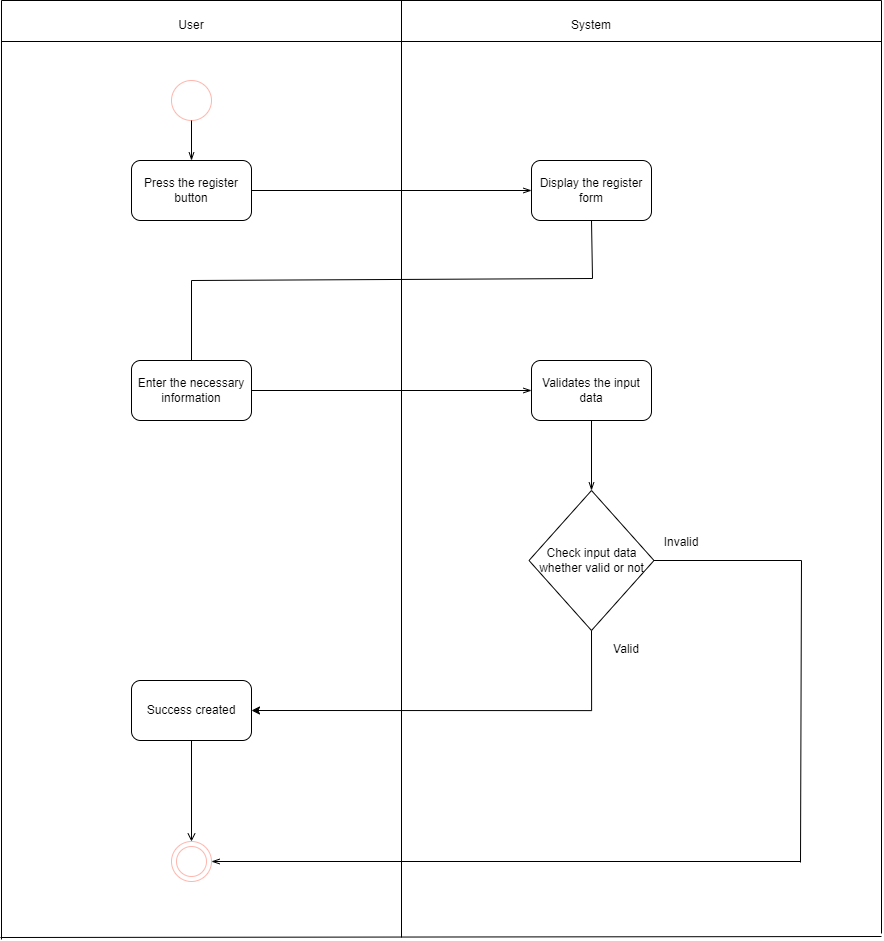 User
System
Press the register
button
Display the register
form
Enter the necessary
information
Validates the input
data
Check input data
whether valid or not
Invalid
Valid
Success created